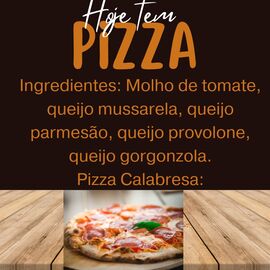 Hoje tem
PIZZA
Ingredientes: Molho de tomate,
queijo mussarela, queijo
parmesão, queijo provolone,
queijo gorgonzola.
Pizza Calabresa: